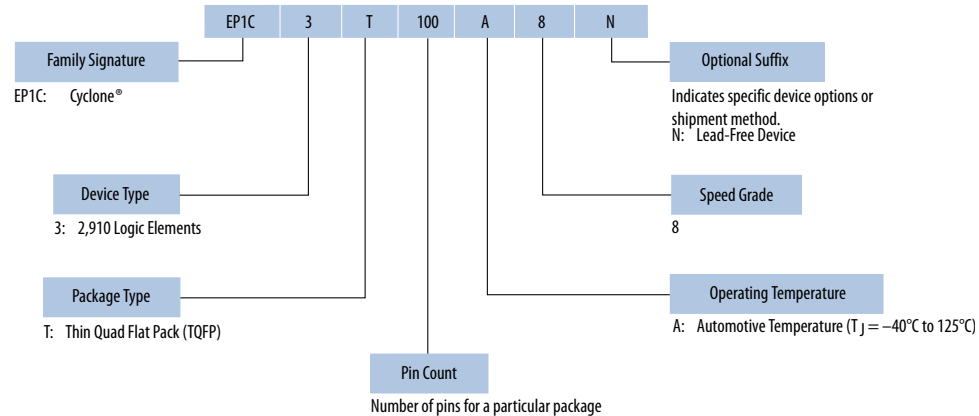 EP1C 3 T 100 A 8 N
Family Signature
EP1C: Cyclone®
Optional Suffix
Indicates specific device options or
shipment method.
N: Lead-Free Device
Device Type
3: 2,910 Logic Elements
Speed Grade
8
Package Type
T: Thin Quad Flat Pack (TQFP)
Operating Temperature
A: Automotive Temperature (T J = –40°C to 125°C)
Pin Count
Number of pins for a particular package